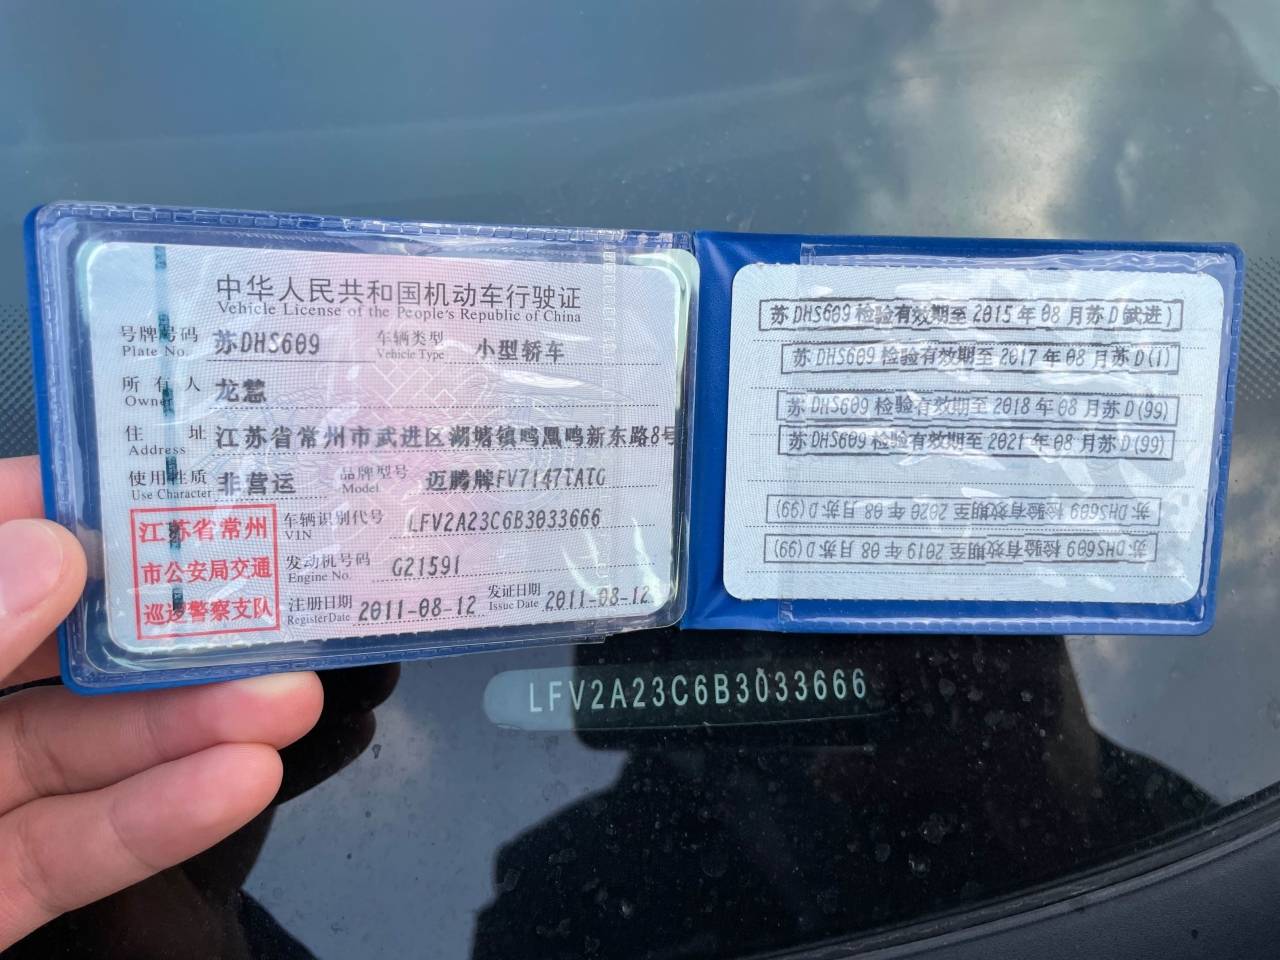 中华人民共和国机动车行驶证
Vehicle License of the People's Republic of China
号牌号码 苏DHS609 车辆类型 小型轿车
Plate No. Vehicle Type
所有人 龙慧
Owner
住址 江苏省常州市武进区湖塘镇鸣凰鸣新东路8号
Address
使用性质 非营运 品牌型号 迈腾牌FV7147TATG
Use Character Model
江苏省常州
市公安局交通
巡逻警察支队
车辆识别代号 LFV2A23C6B3033666
VIN
发动机号码 G21591
Engine No.
注册日期 2011-08-12 发证日期 2011-08-12
Register Date Issue Date
苏DHS609检验有效期至2015年08月苏D(武进)
苏DHS609检验有效期至2017年08月苏D(1)
苏DHS609检验有效期至2018年08月苏D(99)
苏DHS609检验有效期至2021年08月苏D(99)
苏DHS609检验有效期至2020年08月苏D(99)
苏DHS609检验有效期至2019年08月苏D(99)
LFV2A23C6B3033666